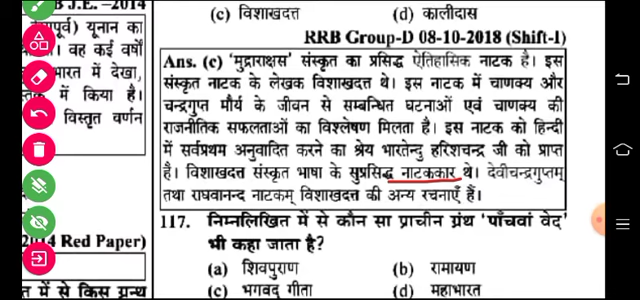 B J.E. –2014
पूर्व) यूनान का
। वह कई वर्षों
भारत में देखा,
में किया है।
विस्तृत वर्णन
2014 Red Paper)
त में से किस ग्रन्थ
(c) विशाखदत्त (d) कालीदास
RRB Group-D 08-10-2018 (Shift-I)
Ans. (c) 'मुद्राराक्षस' संस्कृत का प्रसिद्ध ऐतिहासिक नाटक है। इस
संस्कृत नाटक के लेखक विशाखदत्त थे। इस नाटक में चाणक्य और
चन्द्रगुप्त मौर्य के जीवन से सम्बन्धित घटनाओं एवं चाणक्य की
राजनीतिक सफलताओं का विश्लेषण मिलता है। इस नाटक को हिन्दी
में सर्वप्रथम अनुवादित करने का श्रेय भारतेन्दु हरिशचन्द्र जी को प्राप्त
है। विशाखदत्त संस्कृत भाषा के सुप्रसिद्ध नाटककार थे। देवीचन्द्रगुप्तम्
तथा राघवानन्द नाटकम् विशाखदत्त की अन्य रचनाएँ हैं।
117. निम्नलिखित में से कौन सा प्राचीन ग्रंथ 'पाँचवां वेद'
भी कहा जाता है?
(a) शिवपुराण (b) रामायण
(c) भगवद् गीता (d) महाभारत